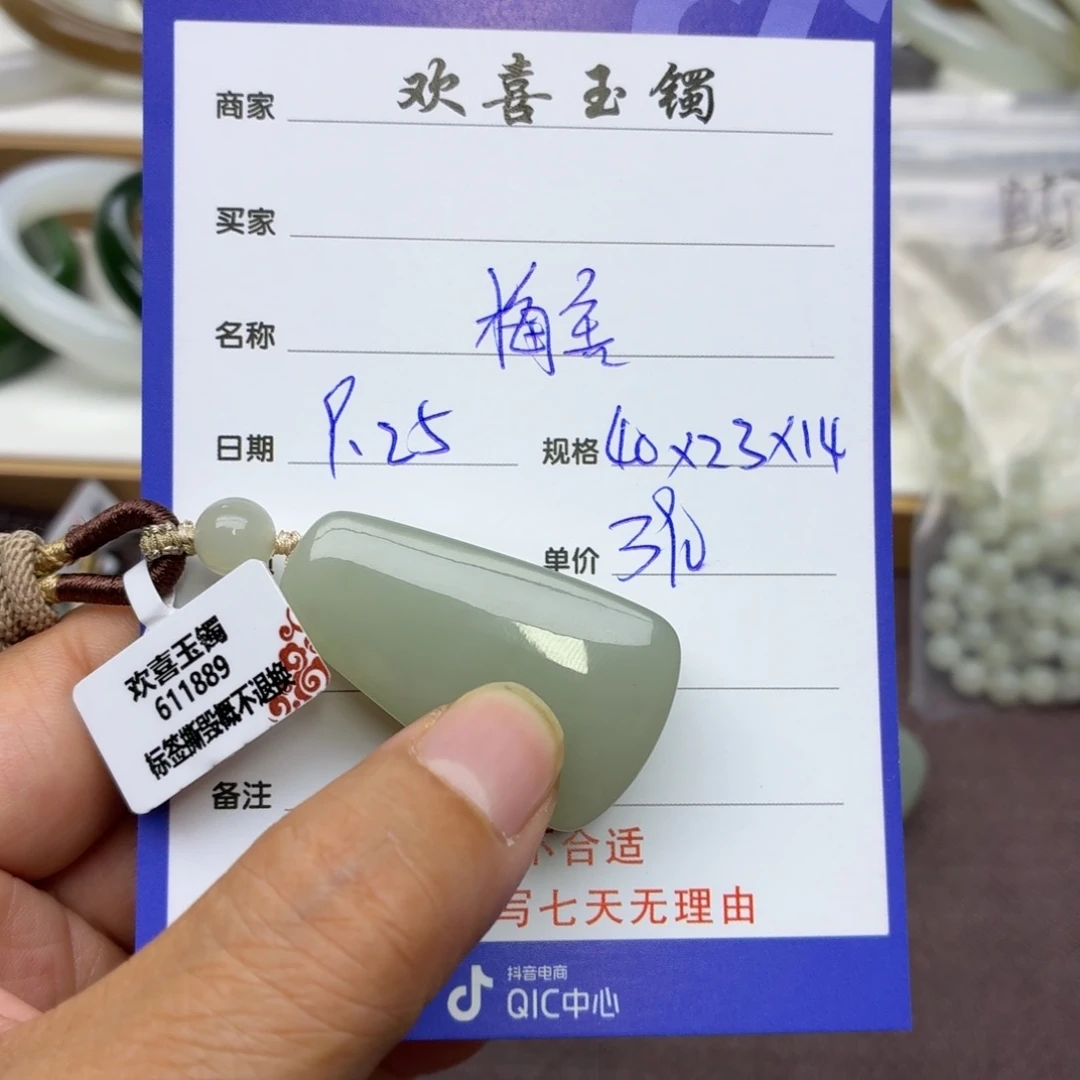 商家 欢喜玉镯
买家
名称
日期 规格 40x23x14
单价
欢喜玉镯
611889
标签撕毁概不退换
备注
不合适
写七天无理由
抖音电商
QIC中心